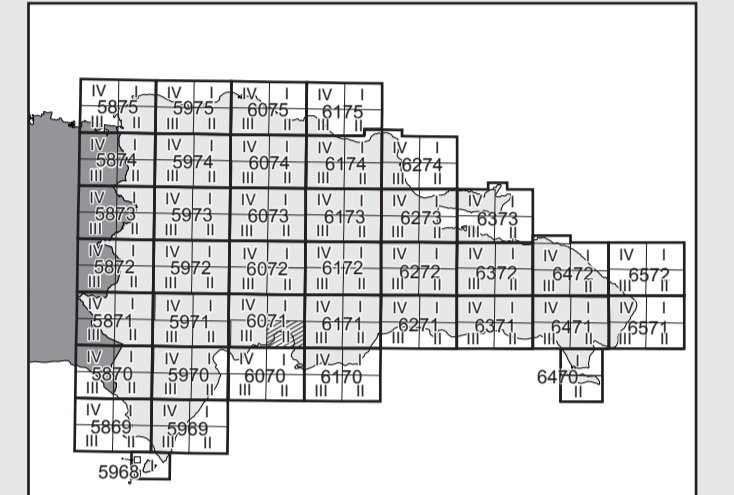 IV I IV I IV I IV I
5875 5975 6075 6175
III II III II III II III II
IV I IV I IV I IV I IV I
5874 5974 6074 6174 6274
III II III II III II III II III II
IV I IV I IV I IV I IV I IV I
5873 5973 6073 6173 6273 6373
III II III II III II III II III II III II
IV I IV I IV I IV I IV I IV I IV I IV I
5872 5972 6072 6172 6272 6372 6472 6572
III II III II III II III II III II III II III II III II
IV I IV I IV I IV I IV I IV I IV I IV I
5871 5971 6071 6171 6271 6371 6471 6571
III II III II III II III II III II III II III II III II
IV I IV I IV I IV I I
5870 5970 6070 6170 6470
III II III II III II III II II
IV I IV I
5869 5969
III II III II
5968 I